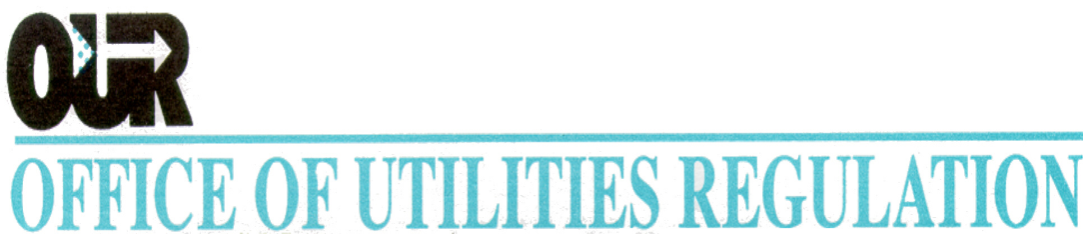 OUR
OFFICE OF UTILITIES REGULATION